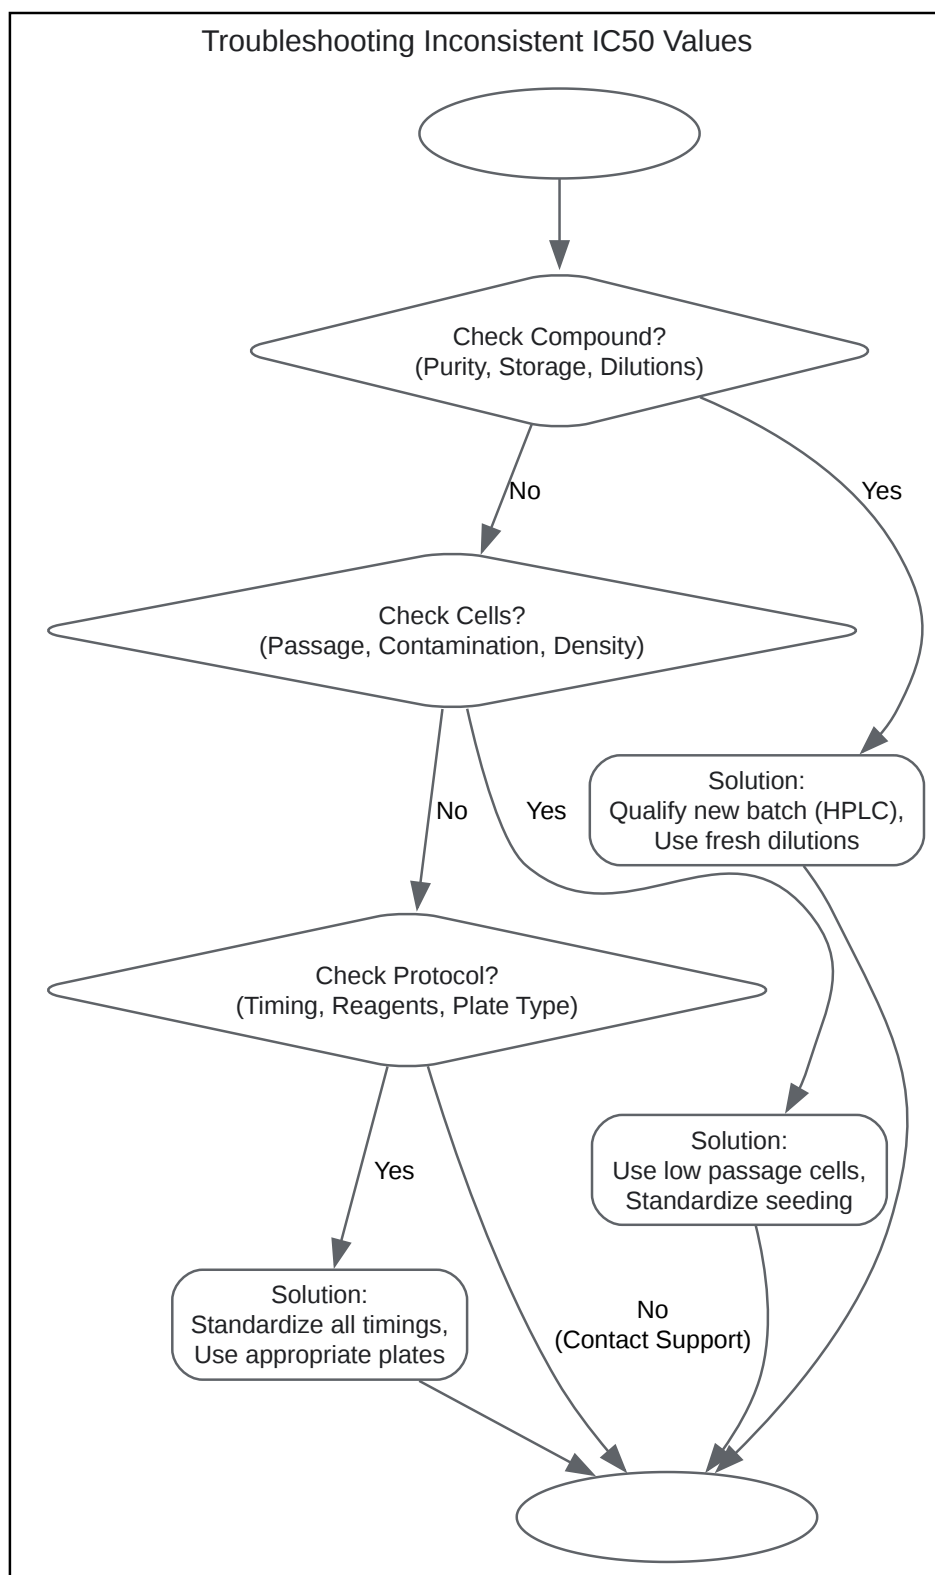 Troubleshooting Inconsistent IC50 Values
Check Compound?
(Purity, Storage, Dilutions)
No
Yes
Check Cells?
(Passage, Contamination, Density)
Solution:
Qualify new batch (HPLC),
Use fresh dilutions
No
Yes
Check Protocol?
(Timing, Reagents, Plate Type)
Solution:
Use low passage cells,
Standardize seeding
Yes
Solution:
Standardize all timings,
Use appropriate plates
No
(Contact Support)